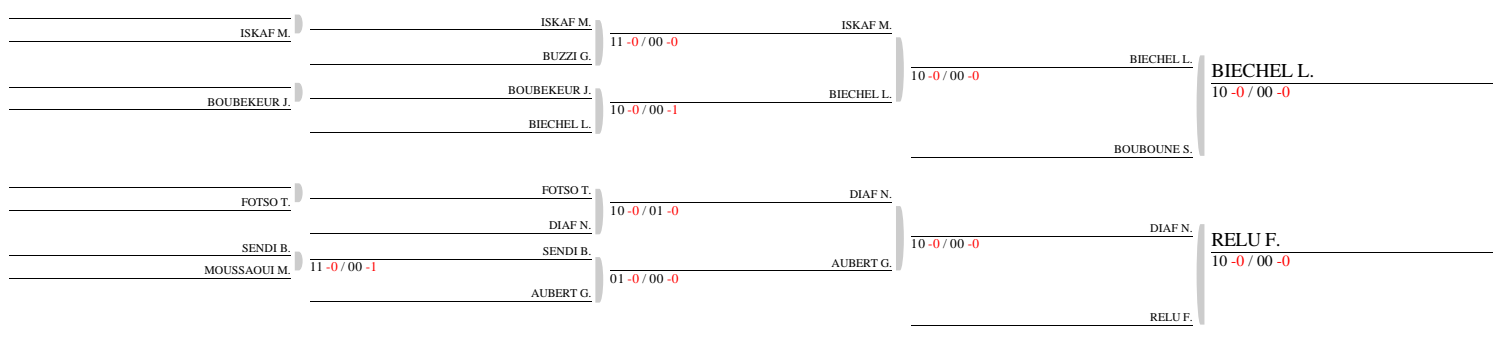 ISKAF M.
BOUBEKEUR J.
FOTSO T.
SENDI B.
MOUSSAOUI M.
ISKAF M.
BUZZI G.
BOUBEKEUR J.
BIECHEL L.
FOTSO T.
DIAF N.
SENDI B.
11 -0 / 00 -1
AUBERT G.
ISKAF M.
11 -0 / 00 -0
BIECHEL L.
10 -0 / 00 -1
DIAF N.
10 -0 / 01 -0
AUBERT G.
01 -0 / 00 -0
BIECHEL L.
10 -0 / 00 -0
BOUBOUNE S.
DIAF N.
10 -0 / 00 -0
RELU F.
BIECHEL L.
10 -0 / 00 -0
RELU F.
10 -0 / 00 -0